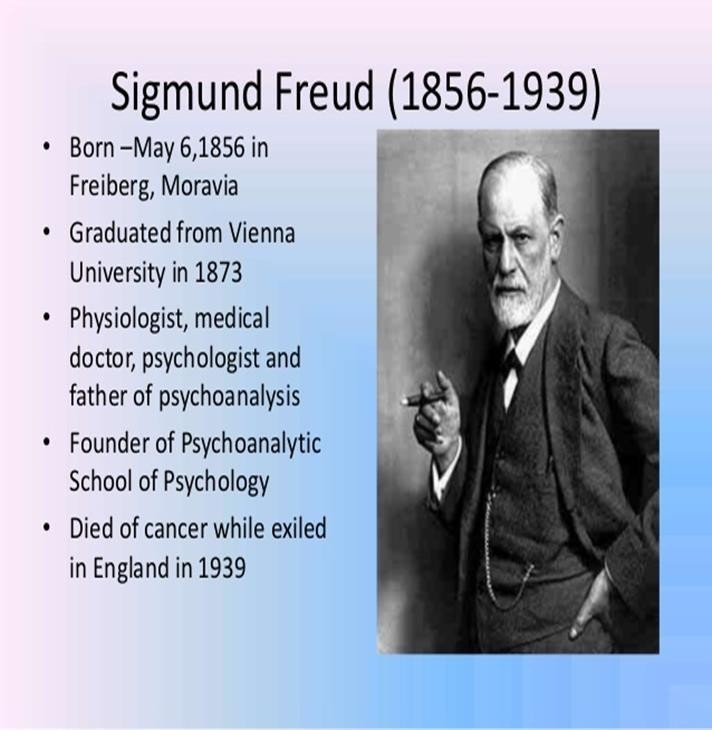 Sigmund Freud (1856-1939)
• Born –May 6,1856 in
Freiberg, Moravia
• Graduated from Vienna
University in 1873
• Physiologist, medical
doctor, psychologist and
father of psychoanalysis
• Founder of Psychoanalytic
School of Psychology
• Died of cancer while exiled
in England in 1939